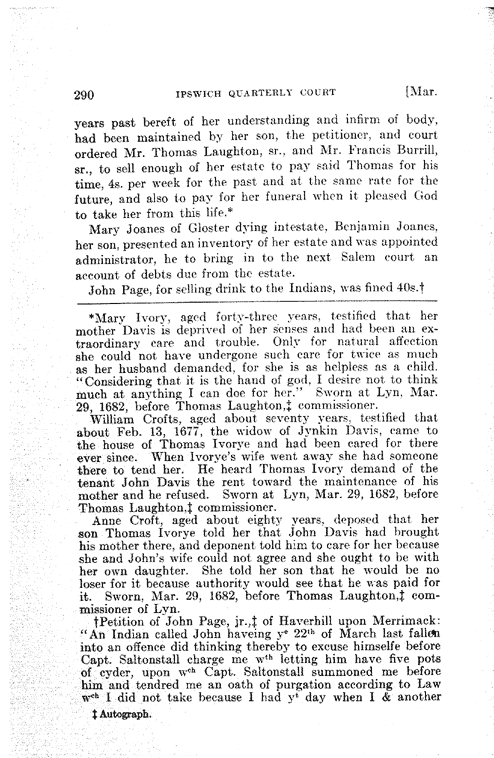 290 IPSWICH QUARTERLY COURT [Mar.
years past bereft of her understanding and infirm of body,
had been maintained by her son, the petitioner, and court
ordered Mr. Thomas Laughton, sr., and Mr. Francis Burrill,
sr., to sell enough of her estate to pay said Thomas for his
time, 4s. per week for the past and at the same rate for the
future, and also to pay for her funeral when it pleased God
to take her from this life.*
Mary Joanes of Gloster dying intestate, Benjamin Joanes,
her son, presented an inventory of her estate and was appointed
administrator, he to bring in to the next Salem court an
account of debts due from the estate.
John Page, for selling drink to the Indians, was fined 40s.†
*Mary Ivory, aged forty-three years, testified that her
mother Davis is deprived of her senses and had been an ex-
traordinary care and trouble. Only for natural affection
she could not have undergone such care for twice as much
as her husband demanded, for she is as helpless as a child.
"Considering that it is the hand of god, I desire not to think
much at anything I can doe for her." Sworn at Lyn, Mar.
29, 1682, before Thomas Laughton,‡ commissioner.
William Crofts, aged about seventy years, testified that
about Feb. 13, 1677, the widow of Jynkin Davis, came to
the house of Thomas Ivorye and had been cared for there
ever since. When Ivorye's wife went away she had someone
there to tend her. He heard Thomas Ivory demand of the
tenant John Davis the rent toward the maintenance of his
mother and he refused. Sworn at Lyn, Mar. 29, 1682, before
Thomas Laughton,‡ commissioner.
Anne Croft, aged about eighty years, deposed that her
son Thomas Ivorye told her that John Davis had brought
his mother there, and deponent told him to care for her because
she and John's wife could not agree and she ought to be with
her own daughter. She told her son that he would be no
loser for it because authority would see that he was paid for
it. Sworn, Mar. 29, 1682, before Thomas Laughton,‡ com-
missioner of Lyn.
†Petition of John Page, jr.,‡ of Haverhill upon Merrimack:
"An Indian called John haveing yᵉ 22ᵗʰ of March last fallen
into an offence did thinking thereby to excuse himselfe before
Capt. Saltonstall charge me wᵗʰ letting him have five pots
of cyder, upon wᶜʰ Capt. Saltonstall summoned me before
him and tendred me an oath of purgation according to Law
wᶜʰ I did not take because I had yᵗ day when I & another
‡ Autograph.